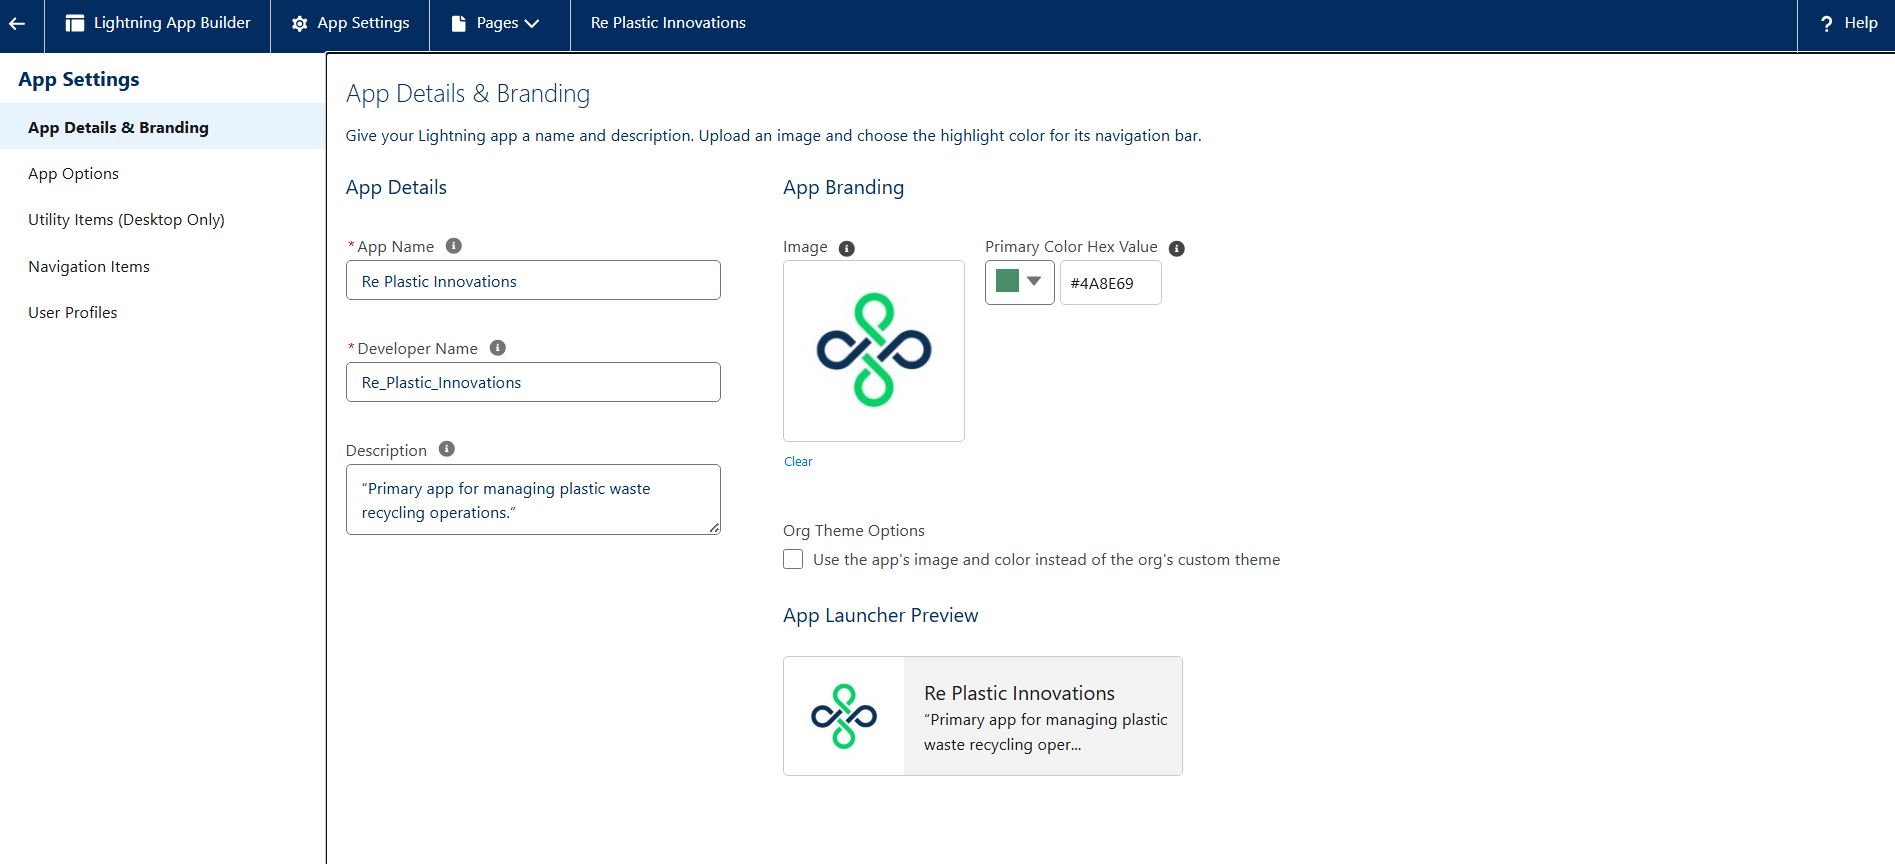 Lightning App Builder
App Settings
Pages
Re Plastic Innovations
? Help
App Settings
App Details & Branding
App Options
Utility Items (Desktop Only)
Navigation Items
User Profiles
App Details & Branding
Give your Lightning app a name and description. Upload an image and choose the highlight color for its navigation bar.
App Details
*App Name
Re Plastic Innovations
*Developer Name
Re_Plastic_Innovations
Description
“Primary app for managing plastic waste
recycling operations.”
App Branding
Image
Clear
Primary Color Hex Value
#4A8E69
Org Theme Options
Use the app's image and color instead of the org's custom theme
App Launcher Preview
Re Plastic Innovations
“Primary app for managing plastic
waste recycling oper...